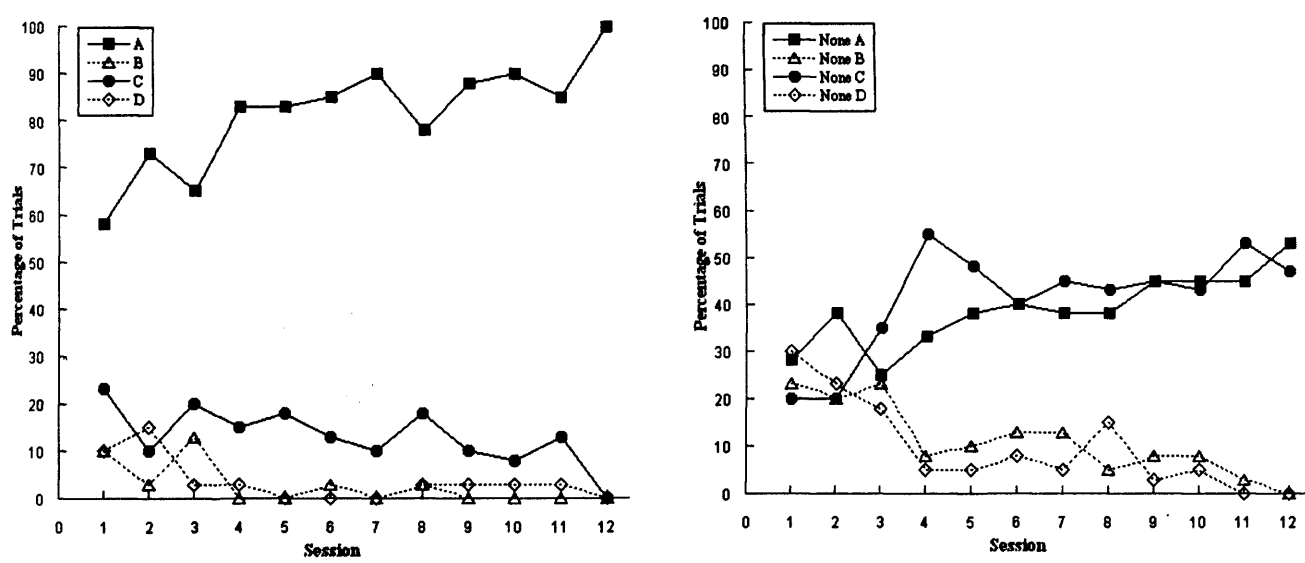 100
90
80
70
60
50
40
30
20
10
0
Percentage of Trials
A
B
C
D
0 1 2 3 4 5 6 7 8 9 10 11 12
Session
100
90
80
70
60
50
40
30
20
10
0
Percentage of Trials
None A
None B
None C
None D
0 1 2 3 4 5 6 7 8 9 10 11 12
Session